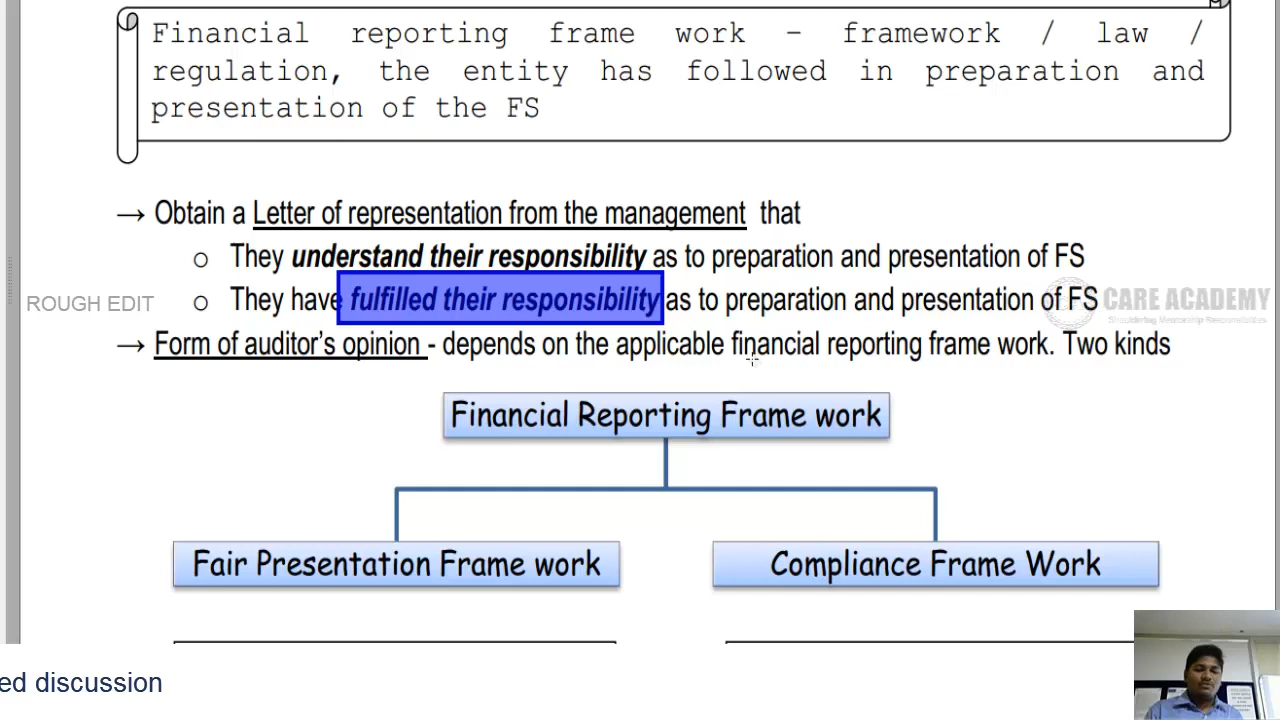 Financial reporting frame work – framework / law /
regulation, the entity has followed in preparation and
presentation of the FS
→ Obtain a Letter of representation from the management that
o They understand their responsibility as to preparation and presentation of FS
o They have fulfilled their responsibility as to preparation and presentation of FS
ROUGH EDIT
CARE ACADEMY
Shouldering Mentorship Responsibilities
→ Form of auditor's opinion - depends on the applicable financial reporting frame work. Two kinds
Financial Reporting Frame work
Fair Presentation Frame work
Compliance Frame Work
ed discussion